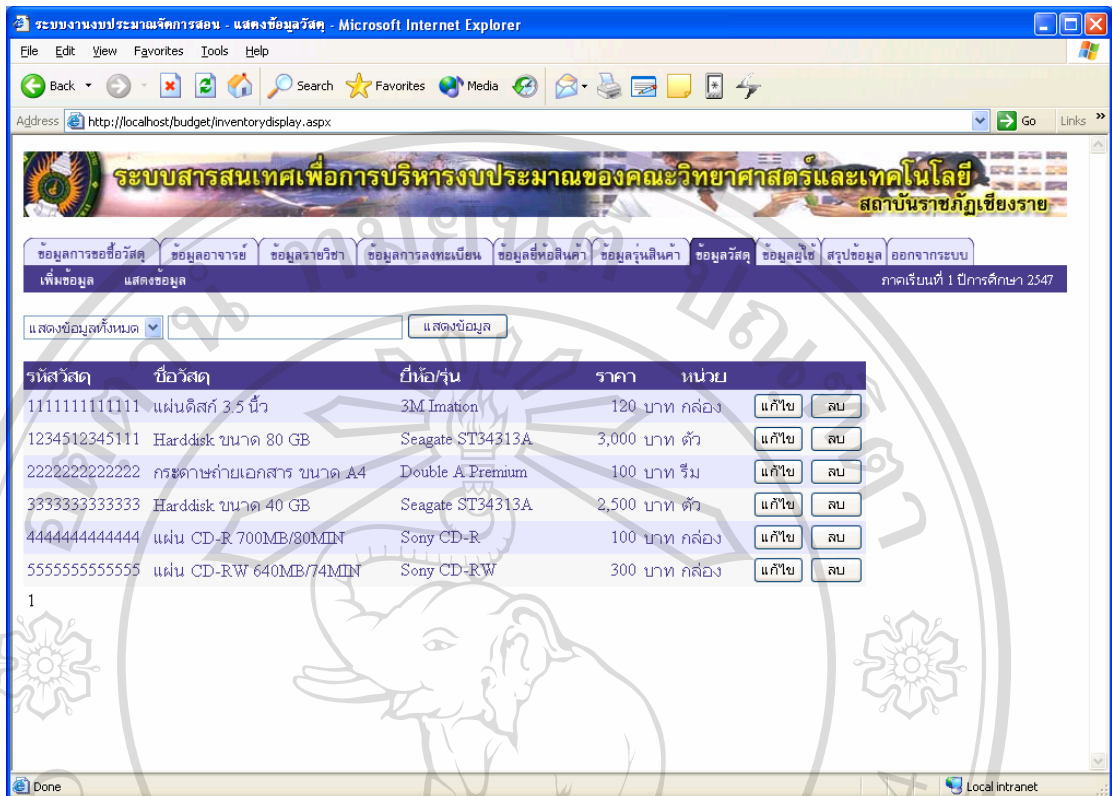 ระบบงานงบประมาณจัดการสอน - แสดงข้อมูลวัสดุ - Microsoft Internet Explorer
File Edit View Favorites Tools Help
Back Search Favorites Media
Address http://localhost/budget/inventorydisplay.aspx Go Links
ระบบสารสนเทศเพื่อการบริหารงบประมาณของคณะวิทยาศาสตร์และเทคโนโลยี
สถาบันราชภัฏเชียงราย
ข้อมูลการขอซื้อวัสดุ ข้อมูลอาจารย์ ข้อมูลรายวิชา ข้อมูลการลงทะเบียน ข้อมูลยี่ห้อสินค้า ข้อมูลรุ่นสินค้า ข้อมูลวัสดุ ข้อมูลผู้ใช้ สรุปข้อมูล ออกจากระบบ
เพิ่มข้อมูล แสดงข้อมูล ภาคเรียนที่ 1 ปีการศึกษา 2547
แสดงข้อมูลทั้งหมด แสดงข้อมูล
รหัสวัสดุ ชื่อวัสดุ ยี่ห้อ/รุ่น ราคา หน่วย
1111111111111 แผ่นดิสก์ 3.5 นิ้ว 3M Imation 120 บาท กล่อง แก้ไข ลบ
1234512345111 Harddisk ขนาด 80 GB Seagate ST34313A 3,000 บาท ตัว แก้ไข ลบ
2222222222222 กระดาษถ่ายเอกสาร ขนาด A4 Double A Premium 100 บาท รีม แก้ไข ลบ
3333333333333 Harddisk ขนาด 40 GB Seagate ST34313A 2,500 บาท ตัว แก้ไข ลบ
4444444444444 แผ่น CD-R 700MB/80MIN Sony CD-R 100 บาท กล่อง แก้ไข ลบ
5555555555555 แผ่น CD-RW 640MB/74MIN Sony CD-RW 300 บาท กล่อง แก้ไข ลบ
1
Done Local intranet